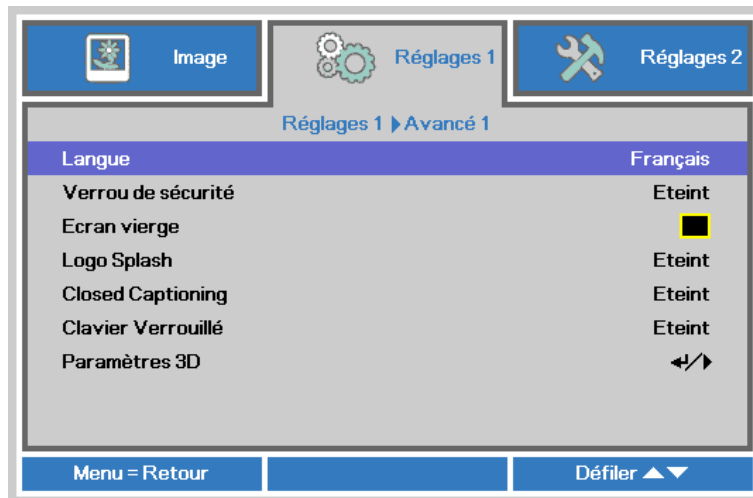 Image
Réglages 1
Réglages 2
Réglages 1 Avancé 1
Langue Français
Verrou de sécurité Eteint
Ecran vierge
Logo Splash Eteint
Closed Captioning Eteint
Clavier Verrouillé Eteint
Paramètres 3D
Menu = Retour
Défiler